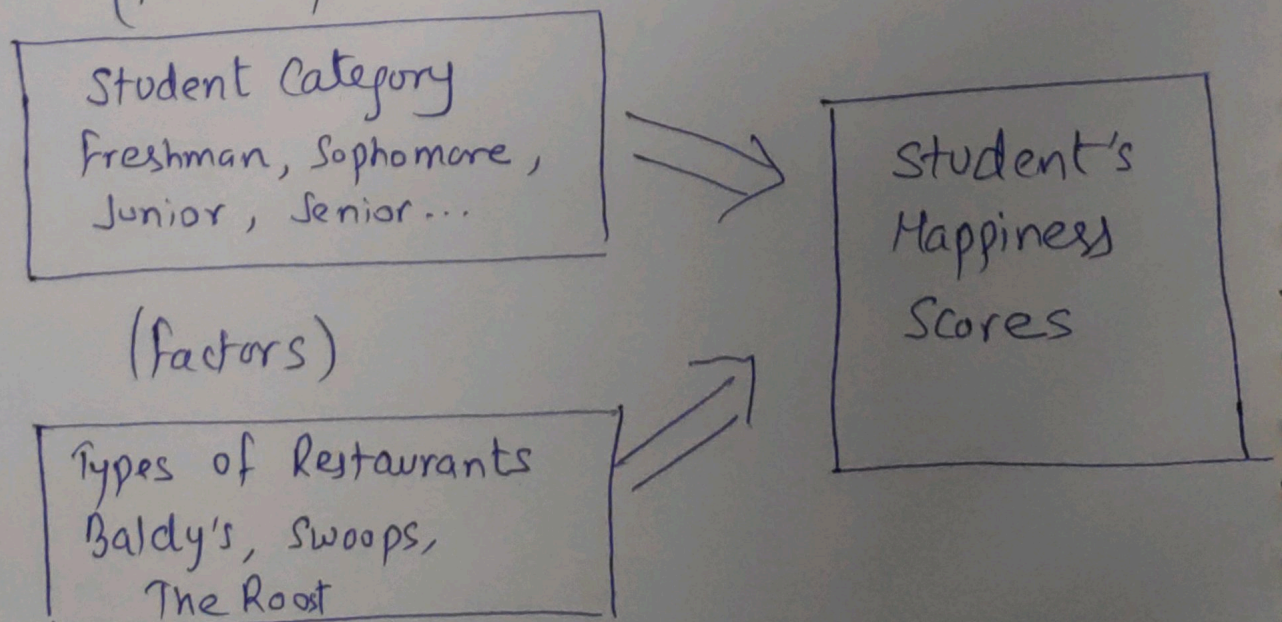 Student Category
Freshman, Sophomore,
Junior, Senior...
(factors)
Types of Restaurants
Baldy's, Swoops,
The Roost
Student's
Happiness
Scores